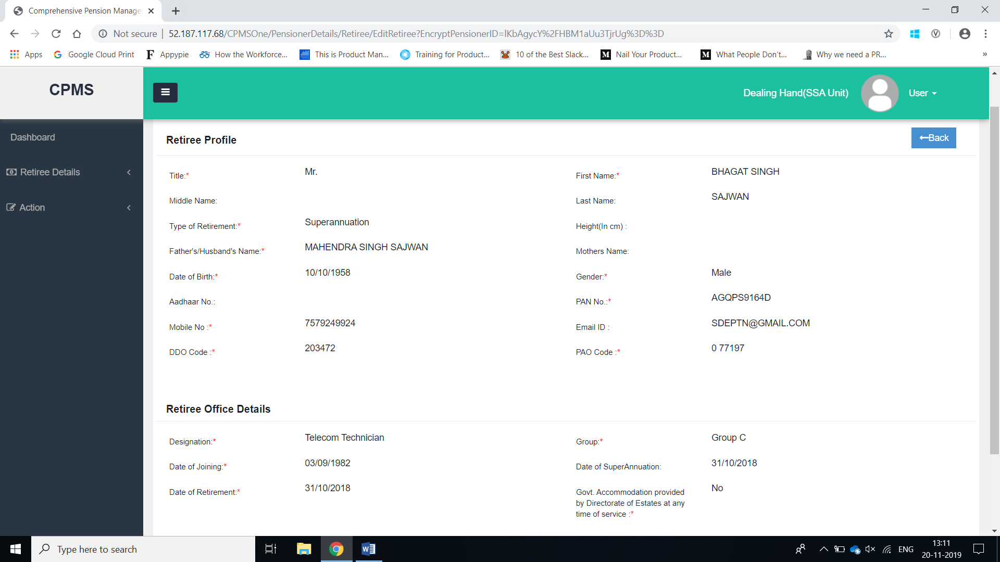 Comprehensive Pension Manage
Not secure | 52.187.117.68/CPMSOne/PensionerDetails/Retiree/EditRetiree?EncryptPensionerID=lKbAgycY%2FHBM1aUu3TjrUg%3D%3D
Apps Google Cloud Print Appypie How the Workforce... This is Product Man... Training for Product... 10 of the Best Slack... Nail Your Product... What People Don't... Why we need a PR... »
CPMS
Dealing Hand(SSA Unit) User
Dashboard
Retiree Details
Action
Retiree Profile
Back
Title:* Mr. First Name:* BHAGAT SINGH
Middle Name: Last Name: SAJWAN
Type of Retirement:* Superannuation Height(In cm) :
Father's/Husband's Name:* MAHENDRA SINGH SAJWAN Mothers Name:
Date of Birth:* 10/10/1958 Gender:* Male
Aadhaar No.: PAN No.:* AGQPS9164D
Mobile No :* 7579249924 Email ID : SDEPTN@GMAIL.COM
DDO Code :* 203472 PAO Code :* 0 77197
Retiree Office Details
Designation:* Telecom Technician Group:* Group C
Date of Joining:* 03/09/1982 Date of SuperAnnuation: 31/10/2018
Date of Retirement:* 31/10/2018 Govt. Accommodation provided No
by Directorate of Estates at any
time of service :*
Type here to search
ENG
13:11
20-11-2019